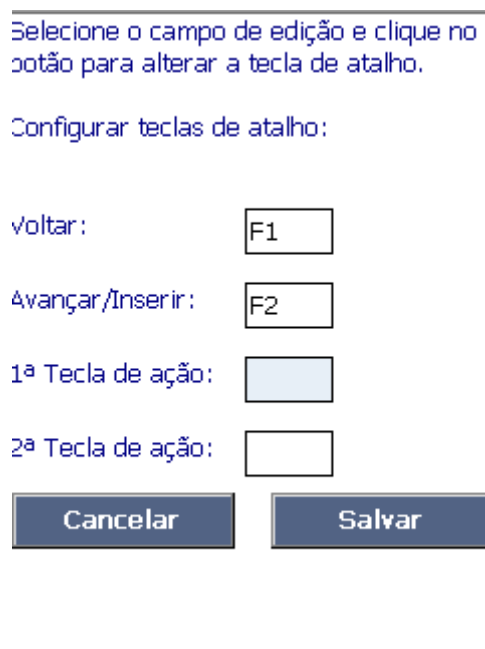 Selecione o campo de edição e clique no
botão para alterar a tecla de atalho.
Configurar teclas de atalho:
Voltar: F1
Avançar/Inserir: F2
1ª Tecla de ação:
2ª Tecla de ação:
Cancelar Salvar